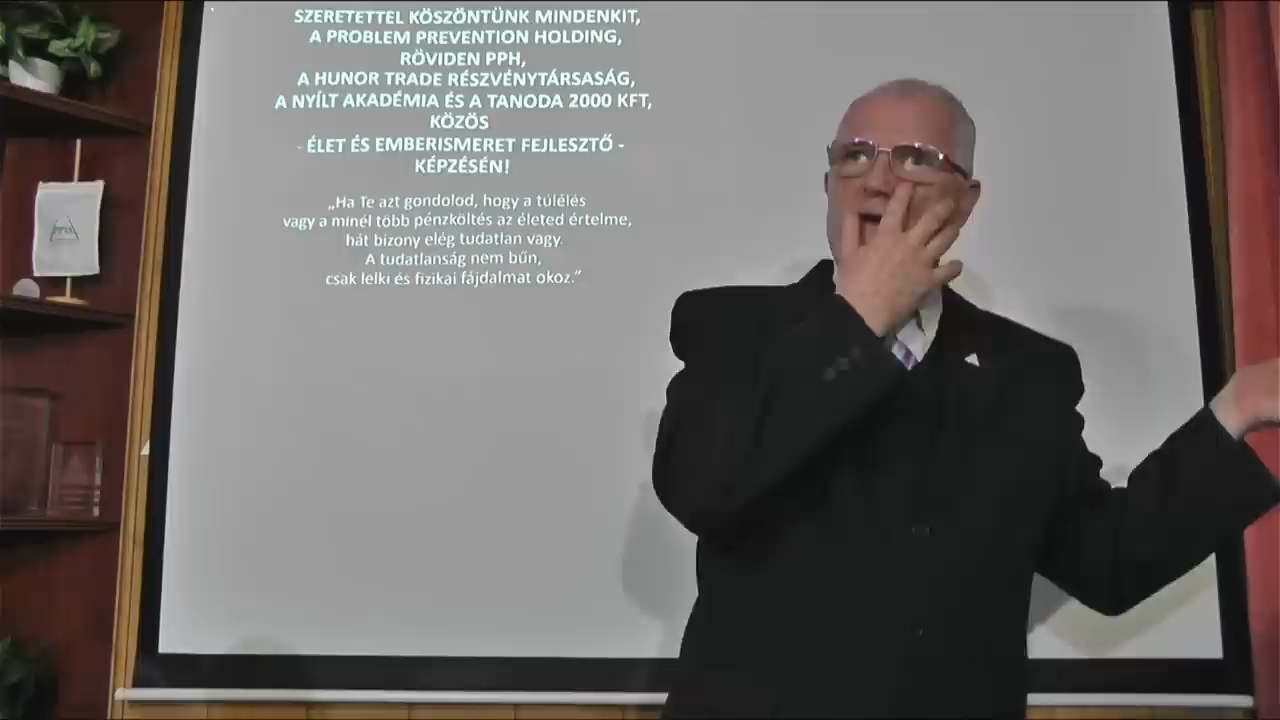 SZERETETTEL KÖSZÖNTÜNK MINDENKIT,
A PROBLEM PREVENTION HOLDING,
RÖVIDEN PPH,
A HUNOR TRADE RÉSZVÉNYTÁRSASÁG,
A NYÍLT AKADÉMIA ÉS A TANODA 2000 KFT,
KÖZÖS
- ÉLET ÉS EMBERISMERET FEJLESZTŐ -
KÉPZÉSÉN!
„Ha Te azt gondolod, hogy a túlélés
vagy a minél több pénzköltés az életed értelme,
hát bizony elég tudatlan vagy.
A tudatlanság nem bűn,
csak lelki és fizikai fájdalmat okoz.”